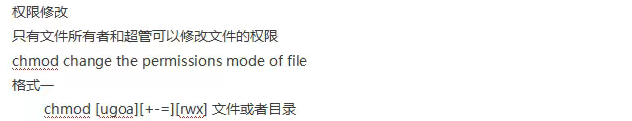 权限修改
只有文件所有者和超管可以修改文件的权限
chmod change the permissions mode of file
格式一
chmod [ugoa][+-=][rwx] 文件或者目录